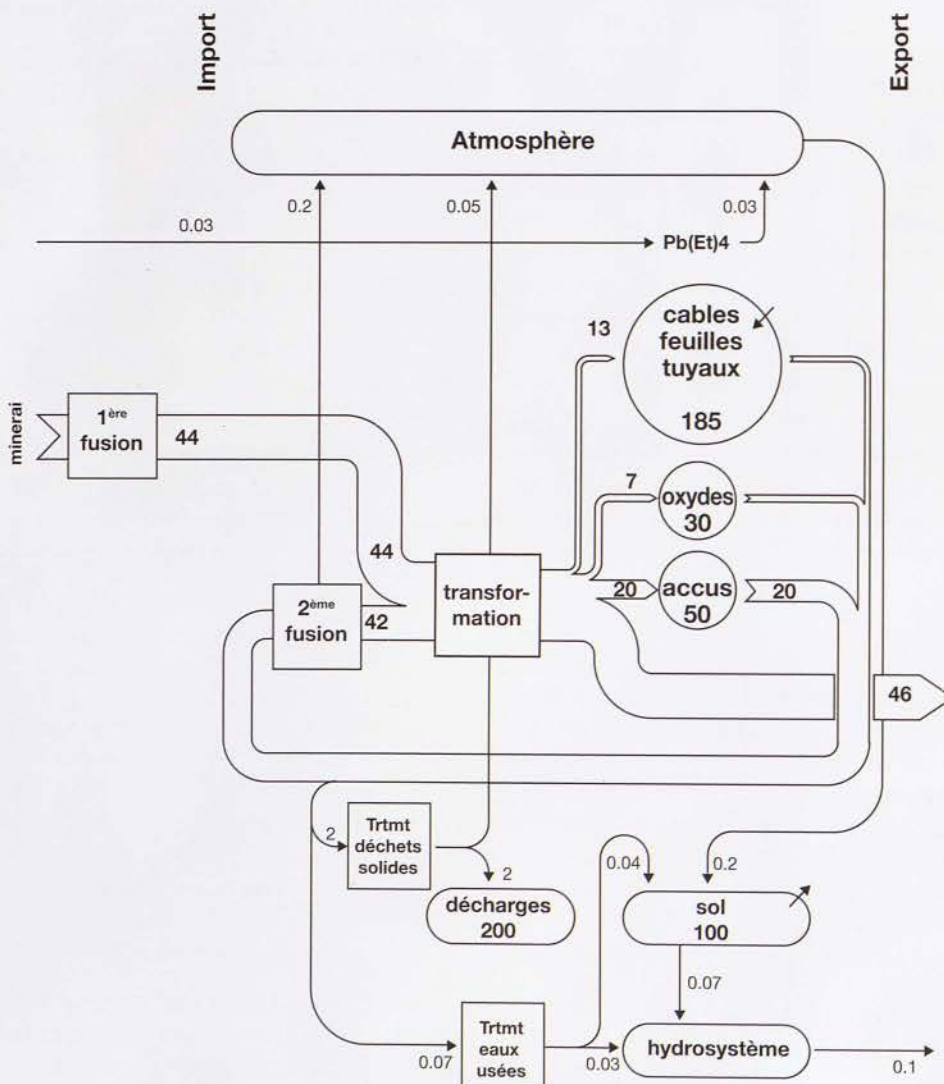 Import
Export
Atmosphère
0.2
0.05
0.03
0.03
Pb(Et)4
13
cables
feuilles
tuyaux
185
minerai
1ère
fusion
44
7
oxydes
30
44
transfor-
mation
20
accus
50
20
2ème
fusion
42
46
2
Trtmt
déchets
solides
2
décharges
200
0.04
0.2
sol
100
0.07
0.07
Trtmt
eaux
usées
0.03
hydrosystème
0.1